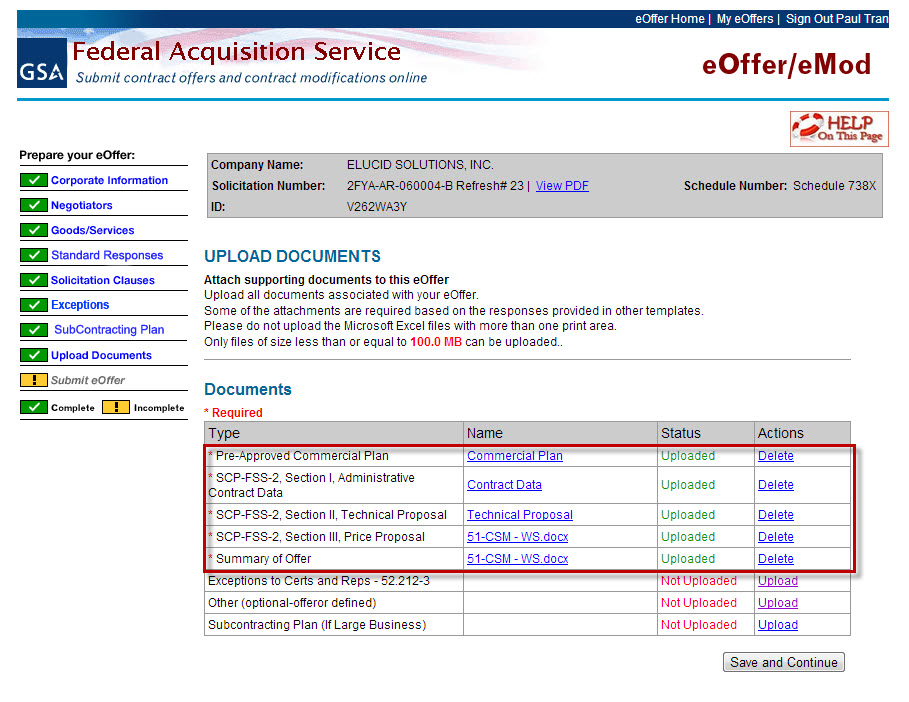 eOffer Home | My eOffers | Sign Out Paul Tran
GSA
Federal Acquisition Service
Submit contract offers and contract modifications online
eOffer/eMod
HELP
On This Page
Prepare your eOffer:
Corporate Information
Negotiators
Goods/Services
Standard Responses
Solicitation Clauses
Exceptions
SubContracting Plan
Upload Documents
Submit eOffer
Complete Incomplete
Company Name: ELUCID SOLUTIONS, INC.
Solicitation Number: 2FYA-AR-060004-B Refresh# 23 | View PDF Schedule Number: Schedule 738X
ID: V262WA3Y
UPLOAD DOCUMENTS
Attach supporting documents to this eOffer
Upload all documents associated with your eOffer.
Some of the attachments are required based on the responses provided in other templates.
Please do not upload the Microsoft Excel files with more than one print area.
Only files of size less than or equal to 100.0 MB can be uploaded..
Documents
* Required
Type Name Status Actions
* Pre-Approved Commercial Plan Commercial Plan Uploaded Delete
* SCP-FSS-2, Section I, Administrative
Contract Data Contract Data Uploaded Delete
* SCP-FSS-2, Section II, Technical Proposal Technical Proposal Uploaded Delete
* SCP-FSS-2, Section III, Price Proposal 51-CSM - WS.docx Uploaded Delete
* Summary of Offer 51-CSM - WS.docx Uploaded Delete
Exceptions to Certs and Reps - 52.212-3 Not Uploaded Upload
Other (optional-offeror defined) Not Uploaded Upload
Subcontracting Plan (If Large Business) Not Uploaded Upload
Save and Continue